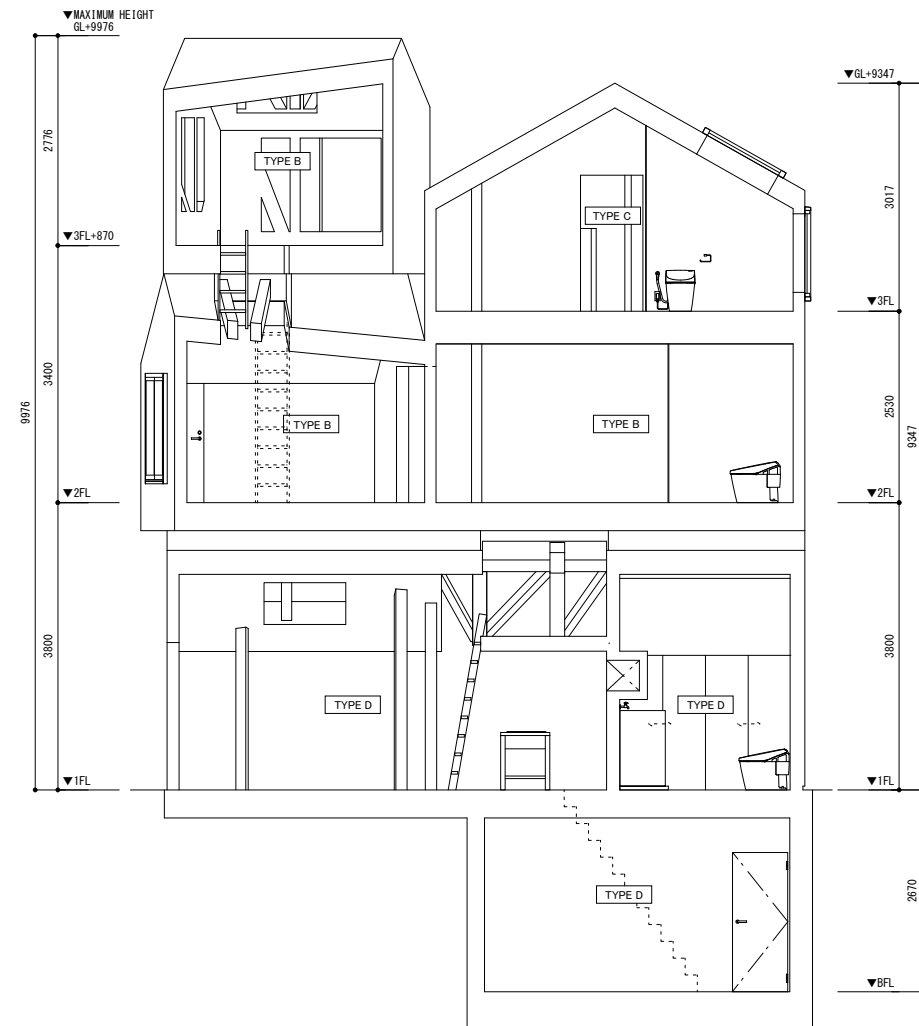 ▼MAXIMUM HEIGHT
GL+9976
▼GL+9347
2776
TYPE B
3017
TYPE C
▼3FL+870
▼3FL
9976
3400
TYPE B
TYPE B
2530
9347
▼2FL
▼2FL
3800
TYPE D
TYPE D
3800
▼1FL
▼1FL
TYPE D
2670
▼BFL